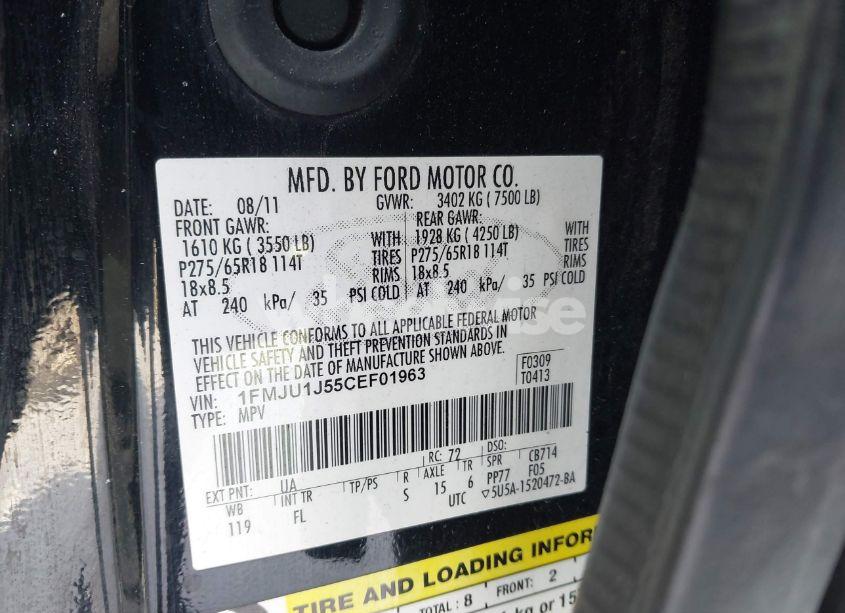 MFD. BY FORD MOTOR CO.
DATE: 08/11 GVWR: 3402 KG ( 7500 LB)
FRONT GAWR: REAR GAWR:
1610 KG ( 3550 LB) WITH 1928 KG ( 4250 LB) WITH
P275/65R18 114T TIRES P275/65R18 114T TIRES
18x8.5 RIMS 18x8.5 RIMS
AT 240 kPa/ 35 PSI COLD AT 240 kPa/ 35 PSI COLD
THIS VEHICLE CONFORMS TO ALL APPLICABLE FEDERAL MOTOR
VEHICLE SAFETY AND THEFT PREVENTION STANDARDS IN
EFFECT ON THE DATE OF MANUFACTURE SHOWN ABOVE.
VIN: 1FMJU1J55CEF01963 F0309
TYPE: MPV T0413
EXT PNT: UA RC: 72 DSO:
WB INT TR TP/PS R AXLE TR SPR CB714
119 FL S 15 6 PP77 F05
UTC ▽5U5A-1520472-BA
TIRE AND LOADING INFOR
TOTAL : 8 FRONT: 2
kg or 15